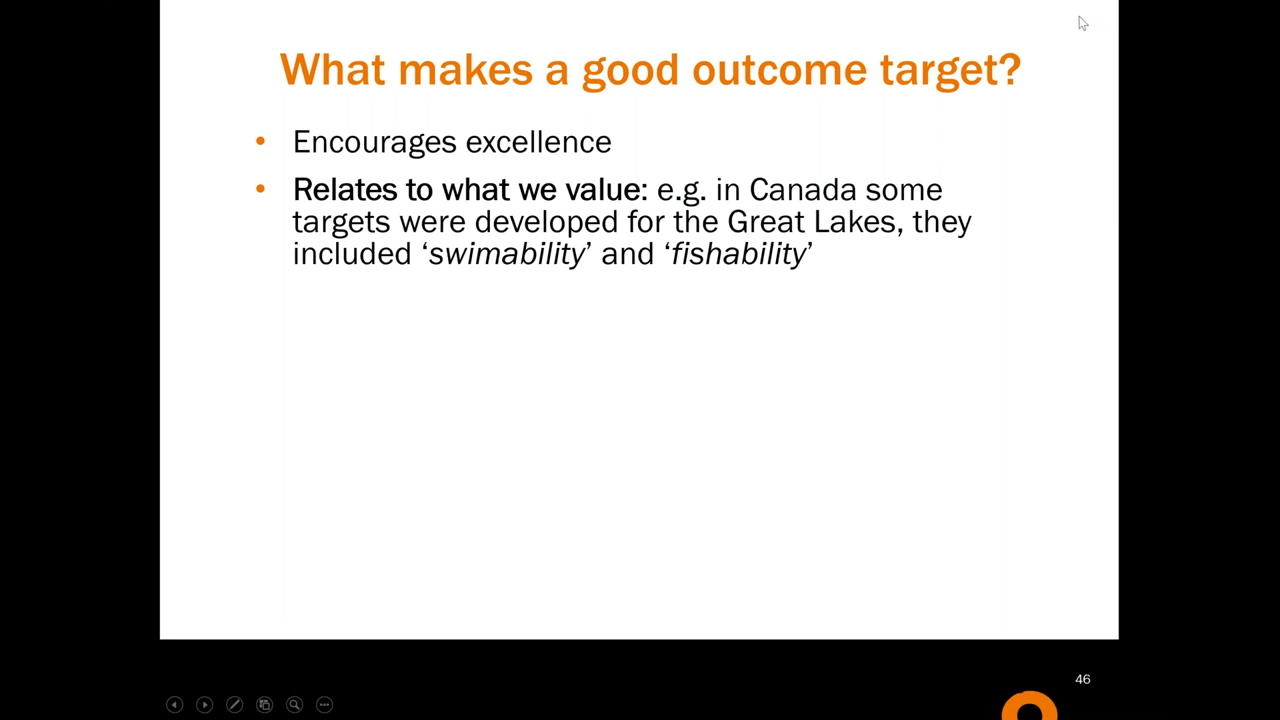 What makes a good outcome target?
• Encourages excellence
• Relates to what we value: e.g. in Canada some
targets were developed for the Great Lakes, they
included ‘swimability’ and ‘fishability’
46